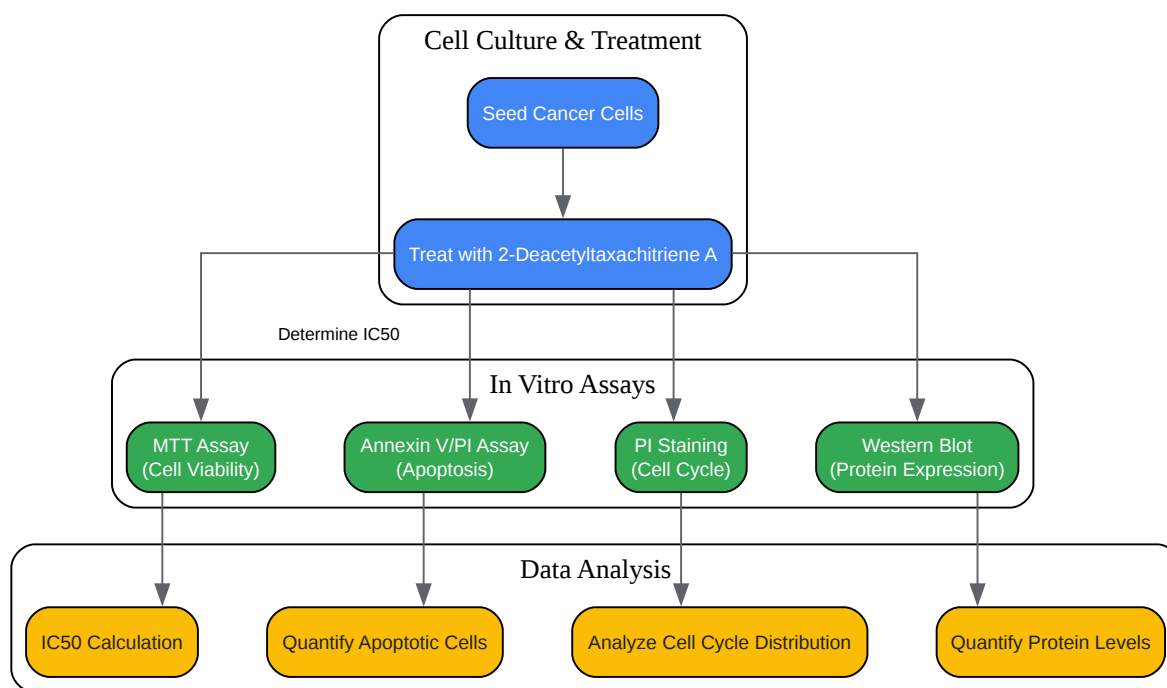 Cell Culture & Treatment
Seed Cancer Cells
Treat with 2-Deacetyltaxachitriene A
Determine IC50
In Vitro Assays
MTT Assay
(Cell Viability)
Annexin V/PI Assay
(Apoptosis)
PI Staining
(Cell Cycle)
Western Blot
(Protein Expression)
Data Analysis
IC50 Calculation
Quantify Apoptotic Cells
Analyze Cell Cycle Distribution
Quantify Protein Levels